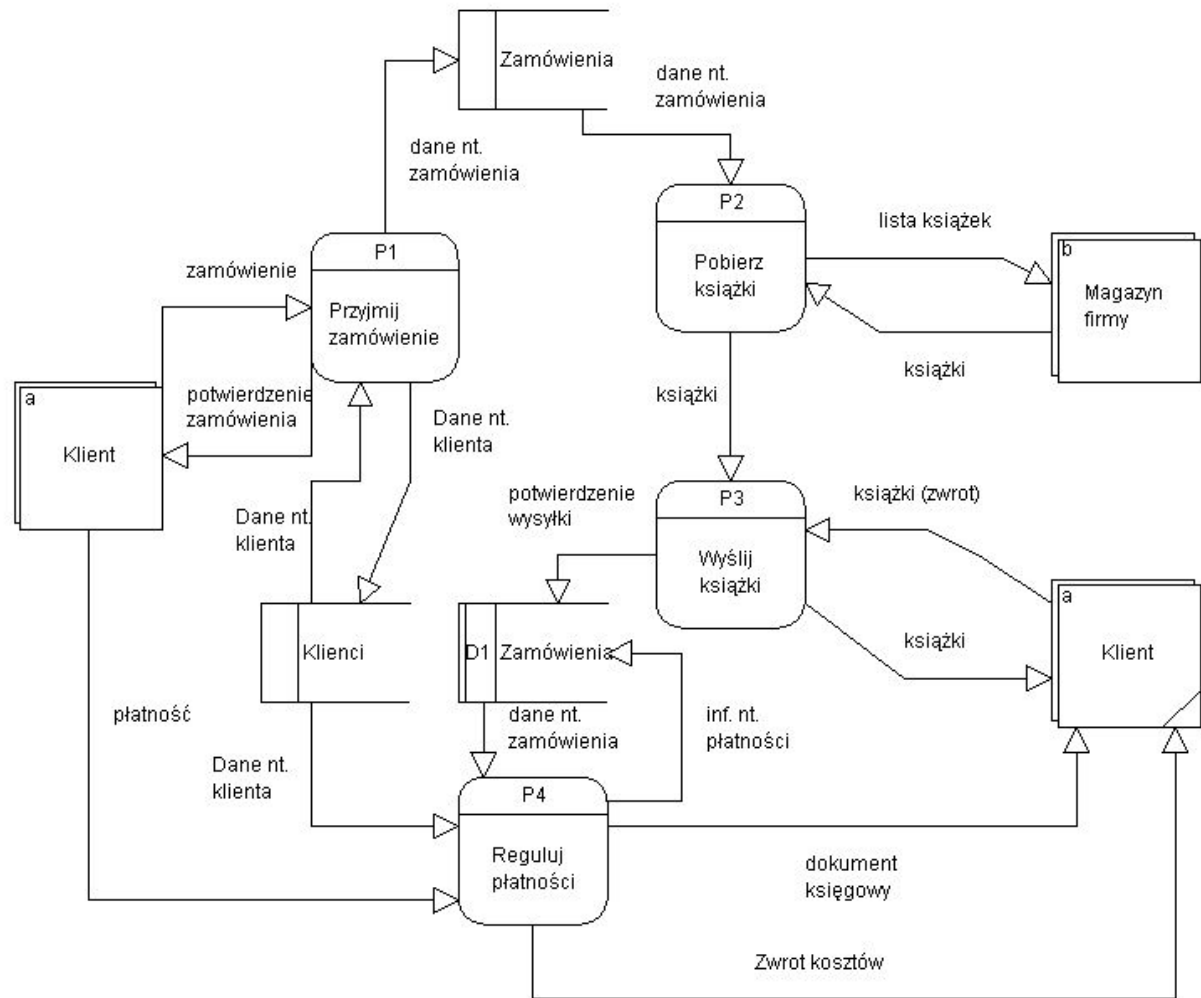 Zamówienia
dane nt.
zamówienia
dane nt.
zamówienia
P2
Pobierz
książki
lista książek
b
Magazyn
firmy
książki
P1
Przyjmij
zamówienie
zamówienie
potwierdzenie
zamówienia
a
Klient
Dane nt.
klienta
Dane nt.
klienta
książki
P3
Wyślij
książki
potwierdzenie
wysyłki
książki (zwrot)
książki
a
Klient
Klienci
D1
Zamówienia
płatność
dane nt.
zamówienia
inf. nt.
płatności
Dane nt.
klienta
P4
Reguluj
płatności
dokument
księgowy
Zwrot kosztów